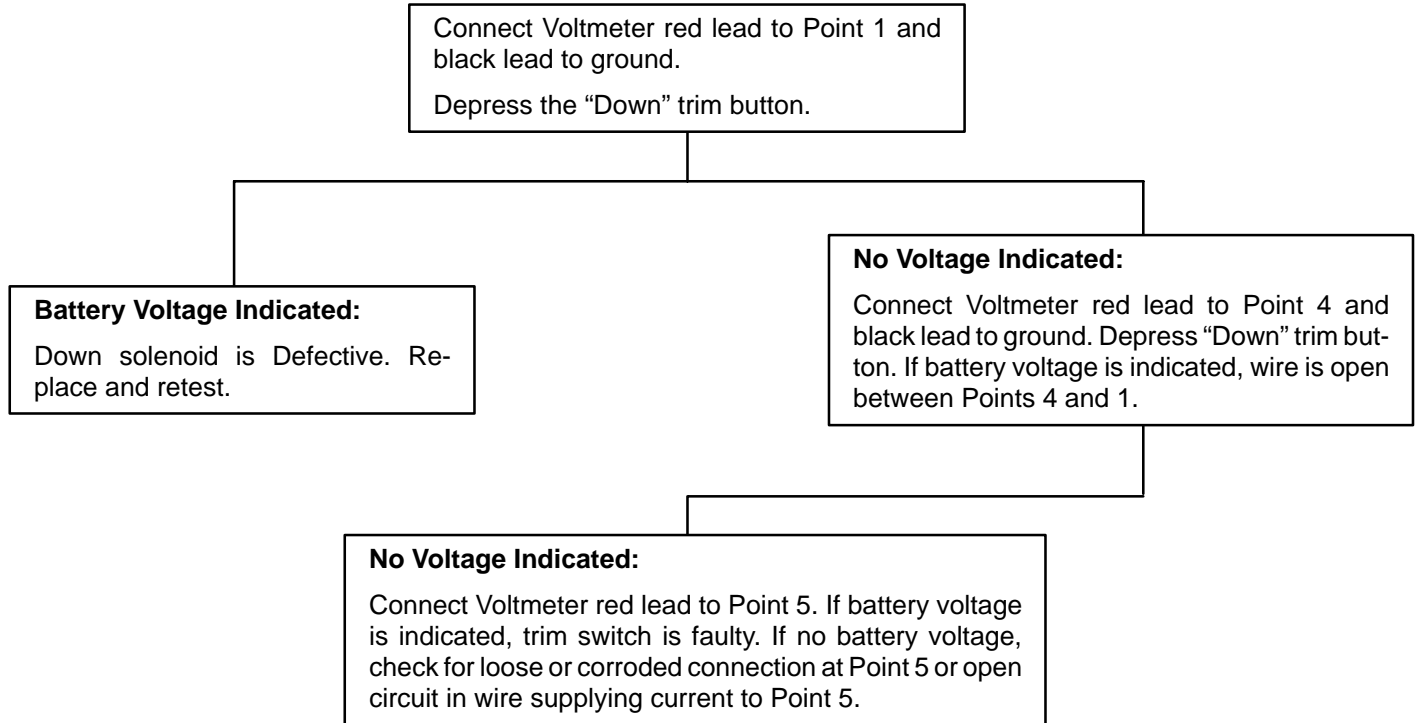 Connect Voltmeter red lead to Point 1 and
black lead to ground.
Depress the “Down” trim button.
Battery Voltage Indicated:
Down solenoid is Defective. Re-
place and retest.
No Voltage Indicated:
Connect Voltmeter red lead to Point 4 and
black lead to ground. Depress “Down” trim but-
ton. If battery voltage is indicated, wire is open
between Points 4 and 1.
No Voltage Indicated:
Connect Voltmeter red lead to Point 5. If battery voltage
is indicated, trim switch is faulty. If no battery voltage,
check for loose or corroded connection at Point 5 or open
circuit in wire supplying current to Point 5.